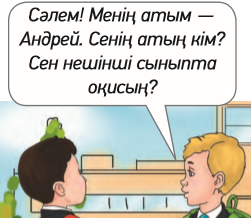 Сәлем! Менің атым —
Андрей. Сенің атың кім?
Сен нешінші сыныпта
оқисың?